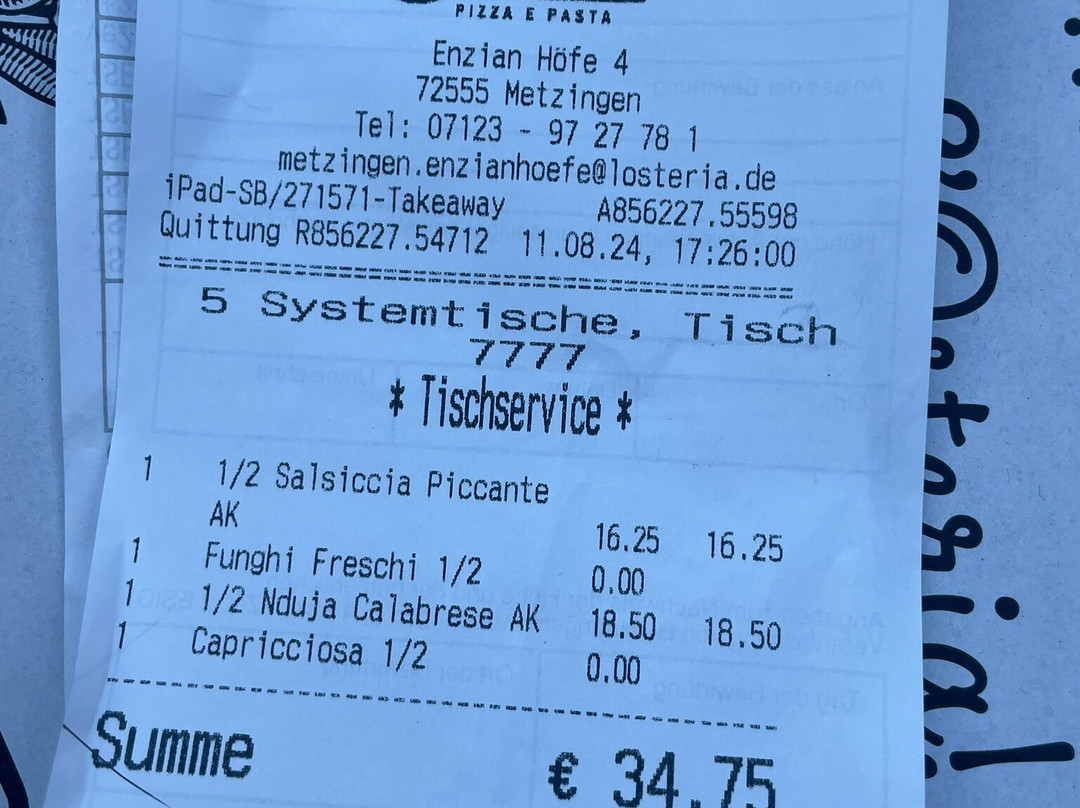 PIZZA E PASTA
Enzian Höfe 4
72555 Metzingen
Tel: 07123 - 97 27 78 1
metzingen.enzianhoefe@losteria.de
iPad-SB/271571-Takeaway A856227.55598
Quittung R856227.54712 11.08.24, 17:26:00
5 Systemtische, Tisch
7777
* Tischservice *
1 1/2 Salsiccia Piccante
AK 16.25 16.25
1 Funghi Freschi 1/2 0.00
1 1/2 Nduja Calabrese AK 18.50 18.50
1 Capricciosa 1/2 0.00
Summe € 34.75